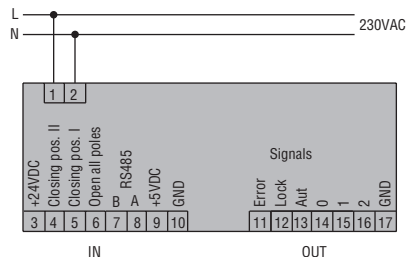 L
N
230VAC
1 2
+24VDC
Closing pos. II
Closing pos. I
Open all poles
B
A
RS485
+5VDC
GND
Signals
Error
Lock
Aut
0
1
2
GND
3 4 5 6 7 8 9 10
11 12 13 14 15 16 17
IN
OUT